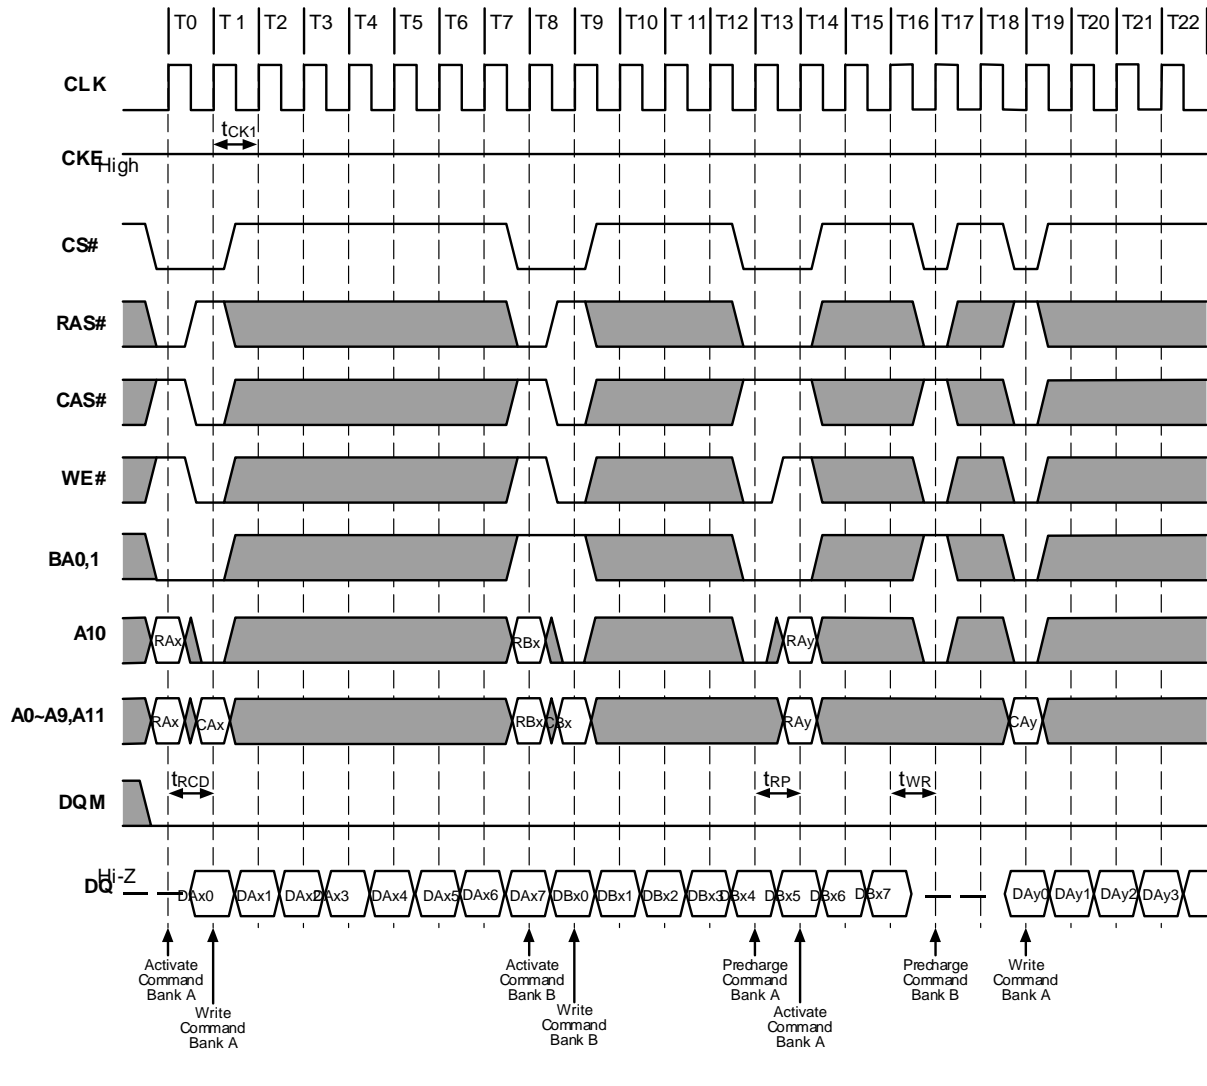 T0 T 1 T2 T3 T4 T5 T6 T7 T8 T9 T10 T 11 T12 T13 T14 T15 T16 T17 T18 T19 T20 T21 T22
CLK
tCK1
CKE High
CS#
RAS#
CAS#
WE#
BA0,1
A10 RAx RBx RAy
A0~A9,A11 RAx CAx RBx CBx RAy CAy
tRCD tRP tWR
DQM
Hi-Z
DQ DAx0 DAx1 DAx2 DAx3 DAx4 DAx5 DAx6 DAx7 DBx0 DBx1 DBx2 DBx3 DBx4 DBx5 DBx6 DBx7 DAy0 DAy1 DAy2 DAy3
Activate
Command
Bank A
Write
Command
Bank A
Activate
Command
Bank B
Write
Command
Bank B
Precharge
Command
Bank A
Activate
Command
Bank A
Precharge
Command
Bank B
Write
Command
Bank A